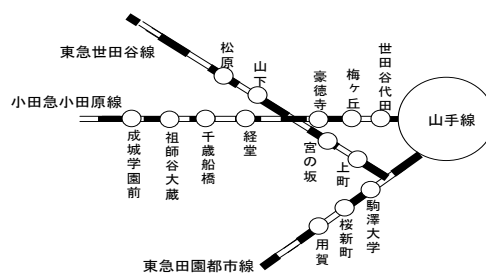 東急世田谷線
松原
山下
豪徳寺
梅ヶ丘
世田谷代田
小田急小田原線
山手線
成城学園前
祖師谷大蔵
千歳船橋
経堂
宮の坂
上町
駒澤大学
桜新町
用賀
東急田園都市線